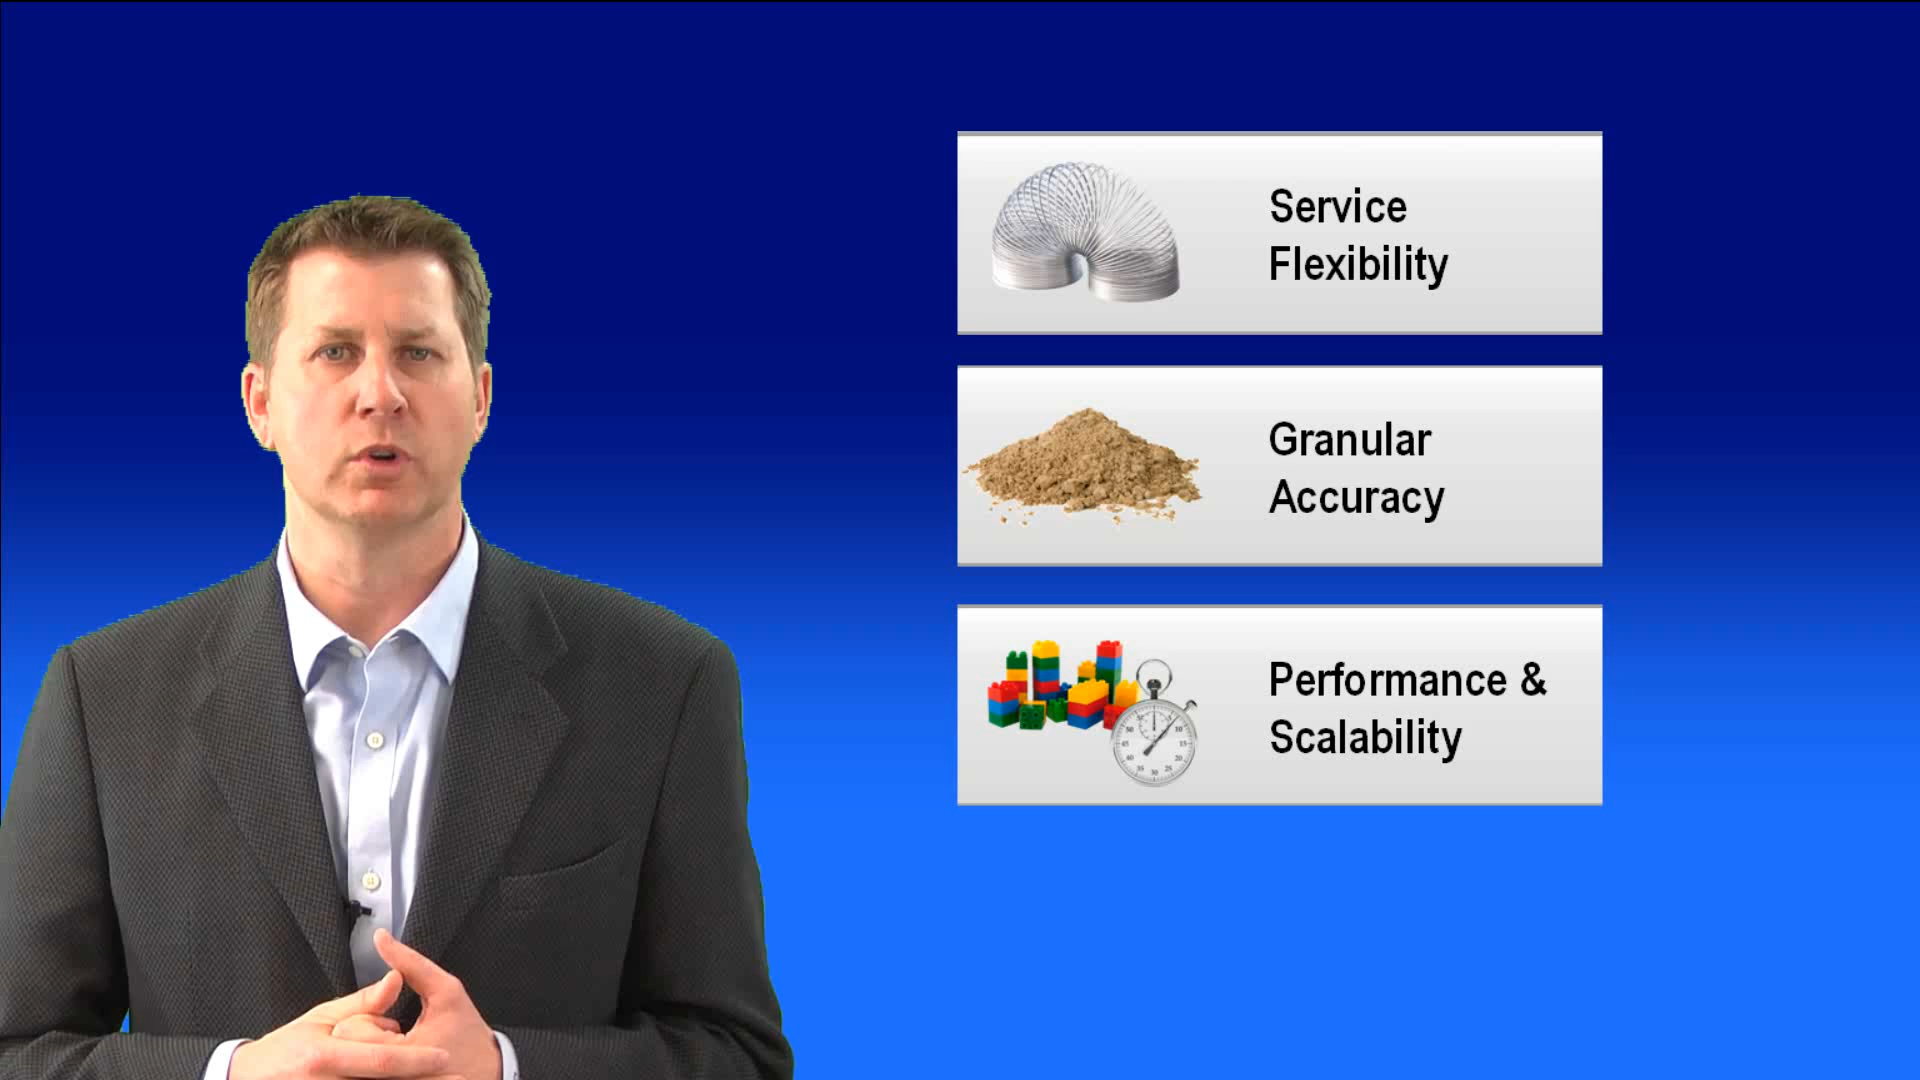 Service
Flexibility
Granular
Accuracy
Performance &
Scalability